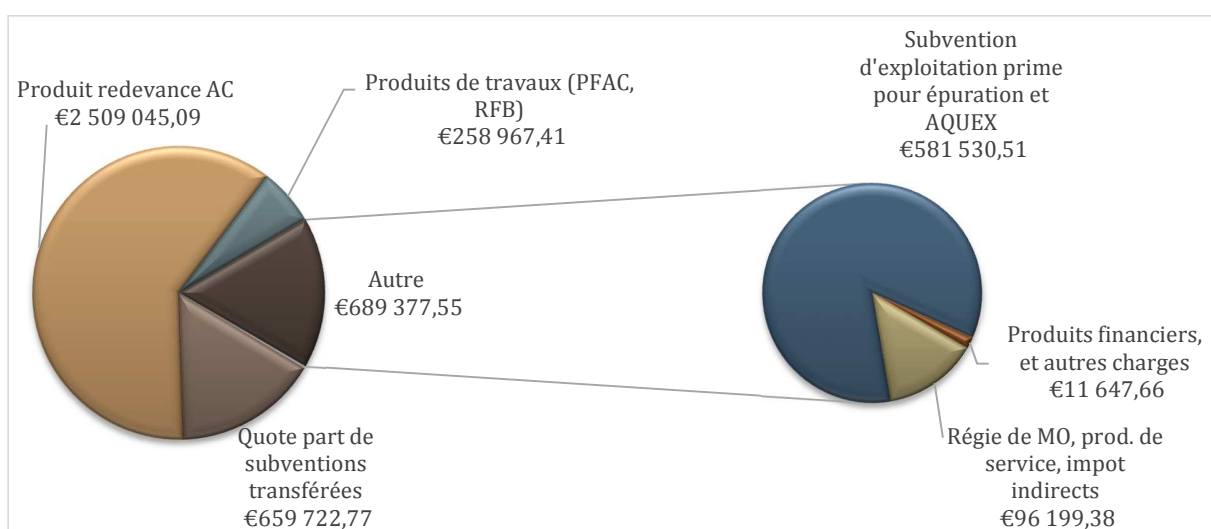 Produit redevance AC
€2 509 045,09
Produits de travaux (PFAC,
RFB)
€258 967,41
Autre
€689 377,55
Quote part de
subventions
transférées
€659 722,77
Subvention
d'exploitation prime
pour épuration et
AQUEX
€581 530,51
Produits financiers,
et autres charges
€11 647,66
Régie de MO, prod. de
service, impot
indirects
€96 199,38